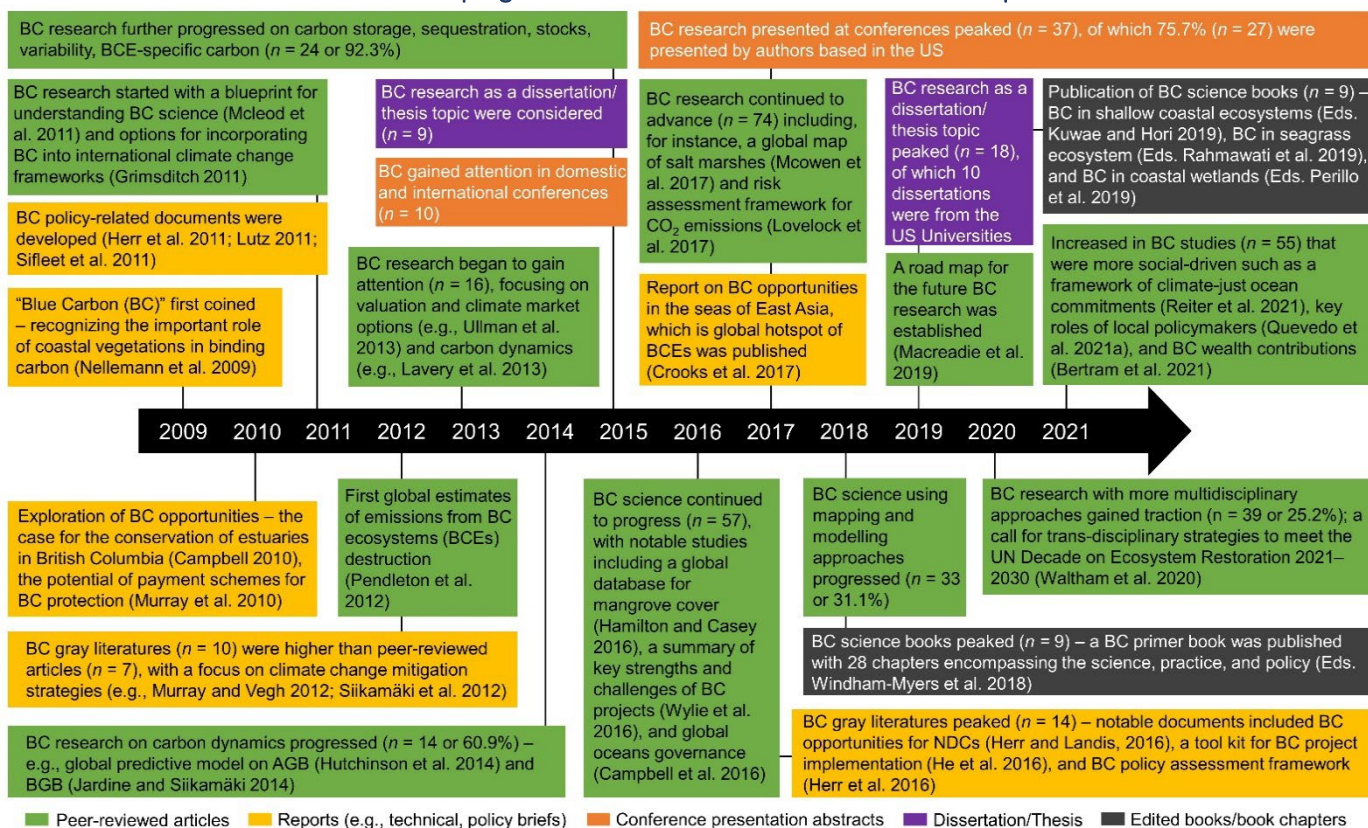 BC research further progressed on carbon storage, sequestration, stocks,
variability, BCE-specific carbon (n = 24 or 92.3%)
BC research presented at conferences peaked (n = 37), of which 75.7% (n = 27) were
presented by authors based in the US
BC research started with a blueprint for
understanding BC science (Mcleod
et al. 2011) and options for incorporating
BC into international climate change
frameworks (Grimsditch 2011)
BC policy-related documents were
developed (Herr et al. 2011; Lutz 2011;
Sifleet et al. 2011)
"Blue Carbon (BC)" first coined
– recognizing the important role
of coastal vegetations in binding
carbon (Nellemann et al. 2009)
BC research as a dissertation/
thesis topic were considered
(n = 9)
BC gained attention in domestic
and international conferences
(n = 10)
BC research began to gain
attention (n = 16), focusing on
valuation and climate market
options (e.g., Ullman et al.
2013) and carbon dynamics
(e.g., Lavery et al. 2013)
BC research continued to
advance (n = 74) including,
for instance, a global map
of salt marshes (Mcowen
et al. 2017) and risk
assessment framework for
CO2 emissions (Lovelock
et al. 2017)
Report on BC opportunities
in the seas of East Asia,
which is global hotspot of
BCEs was published
(Crooks et al. 2017)
BC research as a
dissertation/
thesis topic
peaked (n = 18),
of which 10
dissertations
were from the
US Universities
A road map for
the future BC
research was
established
(Macreadie et al.
2019)
Publication of BC science books (n = 9) –
BC in shallow coastal ecosystems (Eds.
Kuwae and Hori 2019), BC in seagrass
ecosystem (Eds. Rahmawati et al. 2019),
and BC in coastal wetlands (Eds. Perillo
et al. 2019)
Increased in BC studies (n = 55) that
were more social-driven such as a
framework of climate-just ocean
commitments (Reiter et al. 2021), key
roles of local policymakers (Quevedo et
al. 2021a), and BC wealth contributions
(Bertram et al. 2021)
2009 2010 2011 2012 2013 2014 2015 2016 2017 2018 2019 2020 2021
Exploration of BC opportunities – the
case for the conservation of estuaries
in British Columbia (Campbell 2010),
the potential of payment schemes for
BC protection (Murray et al. 2010)
First global estimates
of emissions from BC
ecosystems (BCEs)
destruction
(Pendleton et al.
2012)
BC gray literatures (n = 10) were higher than peer-reviewed
articles (n = 7), with a focus on climate change mitigation
strategies (e.g., Murray and Vegh 2012; Siikamäki et al. 2012)
BC research on carbon dynamics progressed (n = 14 or 60.9%) –
e.g., global predictive model on AGB (Hutchinson et al. 2014) and
BGB (Jardine and Siikamäki 2014)
BC science continued
to progress (n = 57),
with notable studies
including a global
database for
mangrove cover
(Hamilton and Casey
2016), a summary of
key strengths and
challenges of BC
projects (Wylie et al.
2016), and global
oceans governance
(Campbell et al. 2016)
BC science using
mapping and
modelling
approaches
progressed (n = 33
or 31.1%)
BC research with more multidisciplinary
approaches gained traction (n = 39 or 25.2%); a
call for trans-disciplinary strategies to meet the
UN Decade on Ecosystem Restoration 2021–
2030 (Waltham et al. 2020)
BC science books peaked (n = 9) – a BC primer book was published
with 28 chapters encompassing the science, practice, and policy (Eds.
Windham-Myers et al. 2018)
BC gray literatures peaked (n = 14) – notable documents included BC
opportunities for NDCs (Herr and Landis, 2016), a tool kit for BC project
implementation (He et al. 2016), and BC policy assessment framework
(Herr et al. 2016)
Peer-reviewed articles Reports (e.g., technical, policy briefs) Conference presentation abstracts Dissertation/Thesis Edited books/book chapters